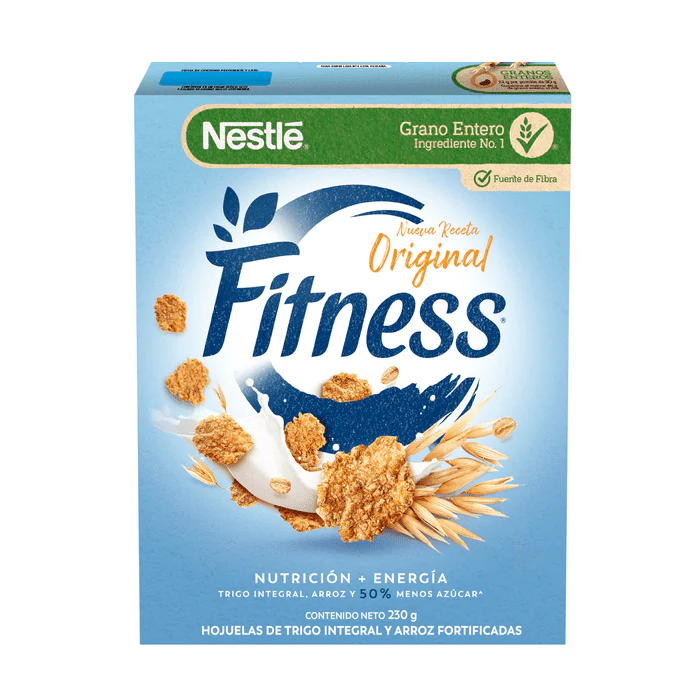 GRANOS
ENTEROS
Nestlé
Grano Entero
Ingrediente No. 1
Fuente de Fibra
Nueva Receta
Original
Fitness®
NUTRICIÓN + ENERGÍA
TRIGO INTEGRAL, ARROZ Y 50% MENOS AZÚCAR^
CONTENIDO NETO 230 g
HOJUELAS DE TRIGO INTEGRAL Y ARROZ FORTIFICADAS